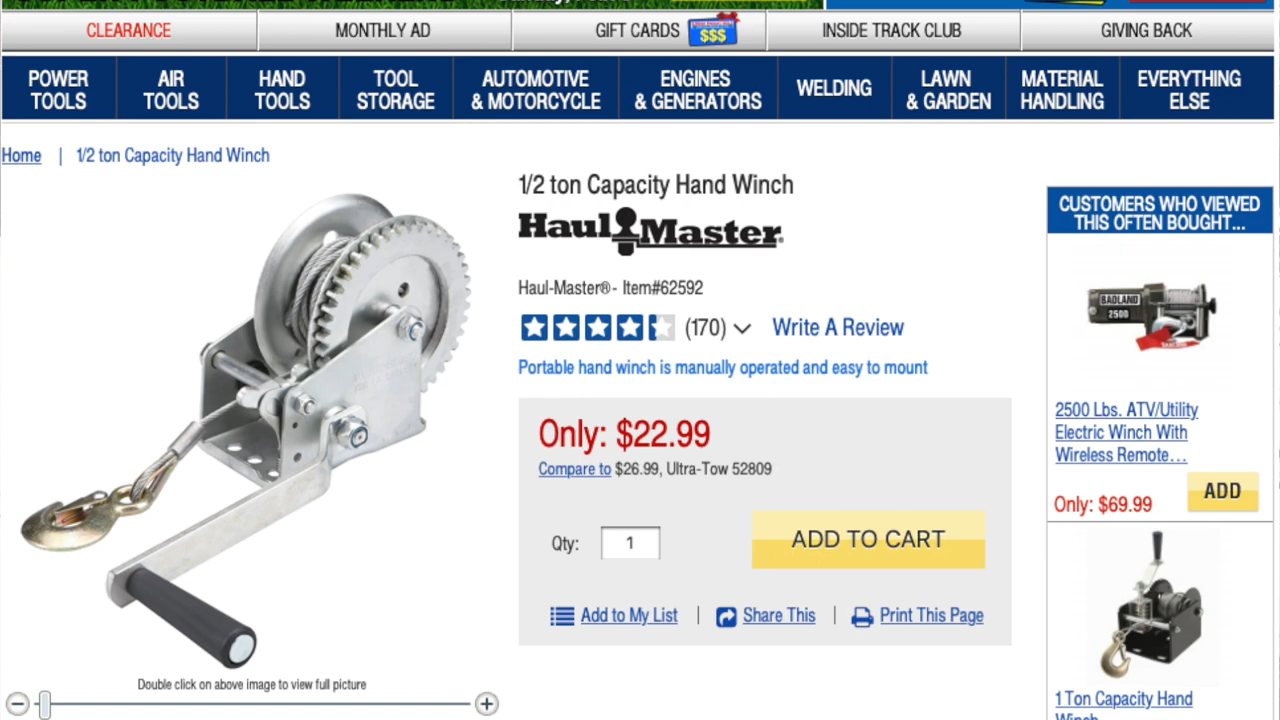 CLEARANCE
MONTHLY AD
GIFT CARDS
$$$
INSIDE TRACK CLUB
GIVING BACK
POWER
TOOLS
AIR
TOOLS
HAND
TOOLS
TOOL
STORAGE
AUTOMOTIVE
& MOTORCYCLE
ENGINES
& GENERATORS
WELDING
LAWN
& GARDEN
MATERIAL
HANDLING
EVERYTHING
ELSE
Home | 1/2 ton Capacity Hand Winch
1/2 ton Capacity Hand Winch
Haul Master®
Haul-Master® - Item#62592
(170) Write A Review
Portable hand winch is manually operated and easy to mount
Only: $22.99
Compare to $26.99, Ultra-Tow 52809
Qty: 1
ADD TO CART
Add to My List | Share This | Print This Page
Double click on above image to view full picture
CUSTOMERS WHO VIEWED
THIS OFTEN BOUGHT...
BADLAND
2500
2500 Lbs. ATV/Utility
Electric Winch With
Wireless Remote...
Only: $69.99
ADD
1 Ton Capacity Hand
Winch